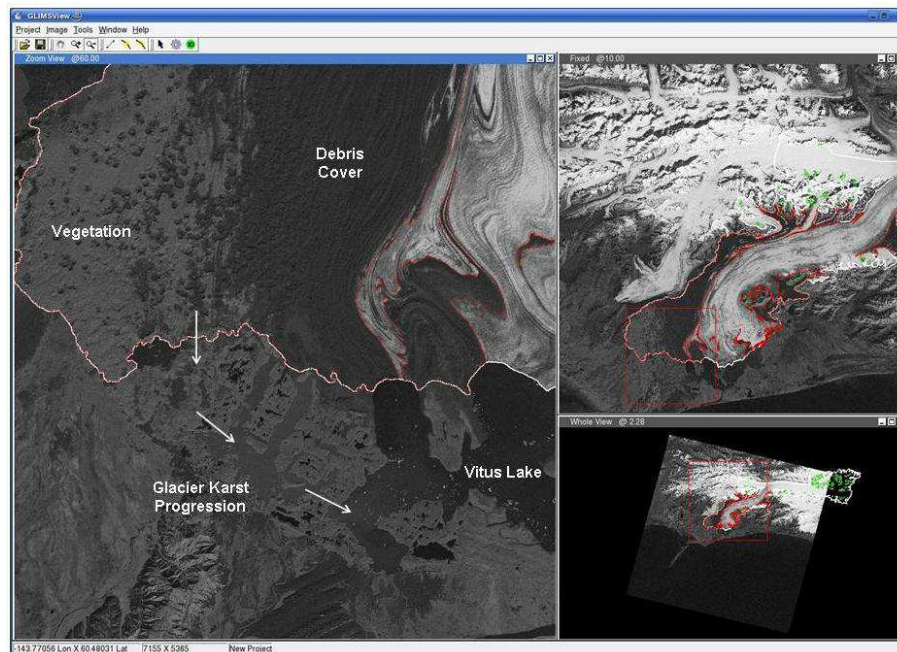 GLIMSView
Project Image Tools Window Help
Zoom View @60.00
Vegetation
Debris
Cover
Glacier Karst
Progression
Vitus Lake
Fixed @10.00
Whole View @ 2.28
-143.77056 Lon X 60.48031 Lat 7155 X 5365 New Project